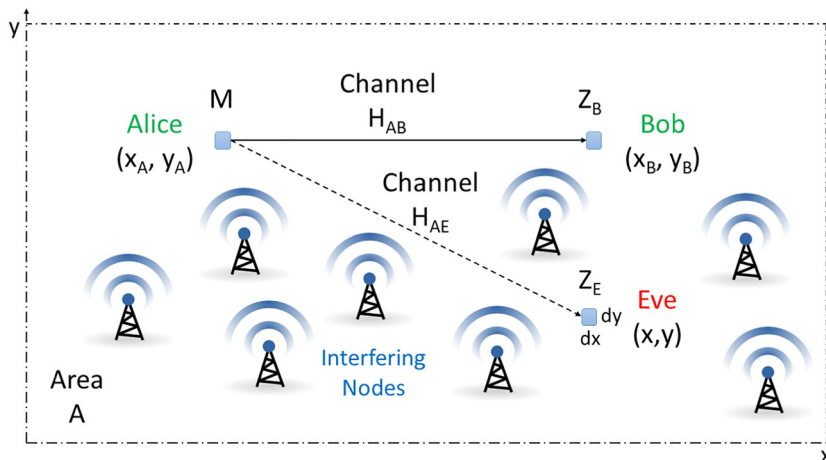 y
M
Channel
H_AB
Z_B
Alice
(x_A, y_A)
Bob
(x_B, y_B)
Channel
H_AE
Z_E
dy
dx
Eve
(x,y)
Interfering
Nodes
Area
A
x